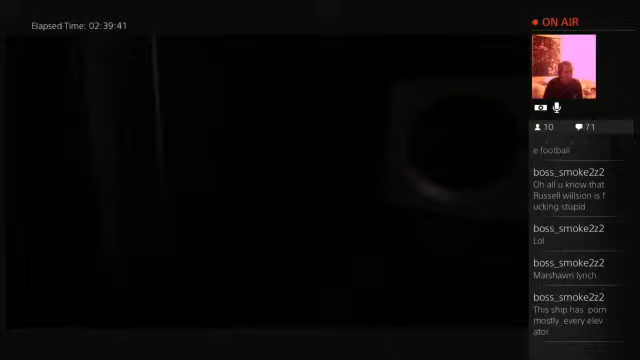 Elapsed Time: 02:39:41
ON AIR
10
71
e football
boss_smoke2z2
Oh all u know that
Russell willsion is f
ucking stupid
boss_smoke2z2
Lol
boss_smoke2z2
Marshawn lynch
boss_smoke2z2
This ship has porn
mostly every elev
ator